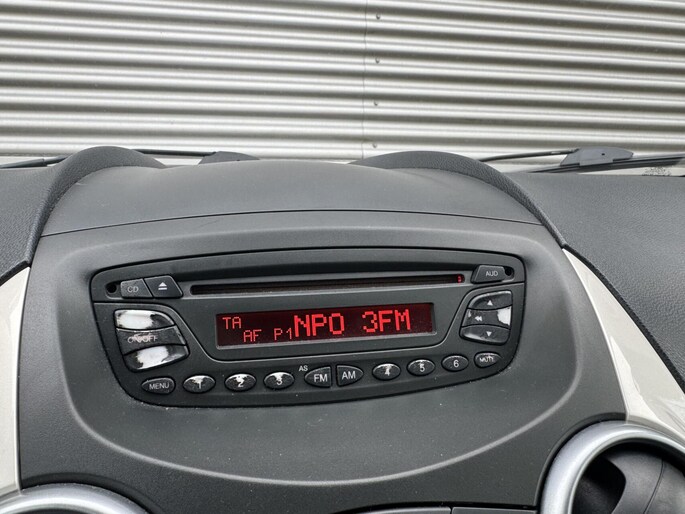 CD
AUD
TA
AF P1 NPO 3FM
ON/OFF
MENU 1 2 3 AS FM AM 4 5 6 MUTE